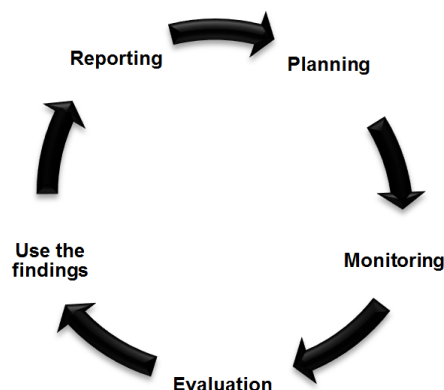 Reporting
Planning
Monitoring
Evaluation
Use the
findings